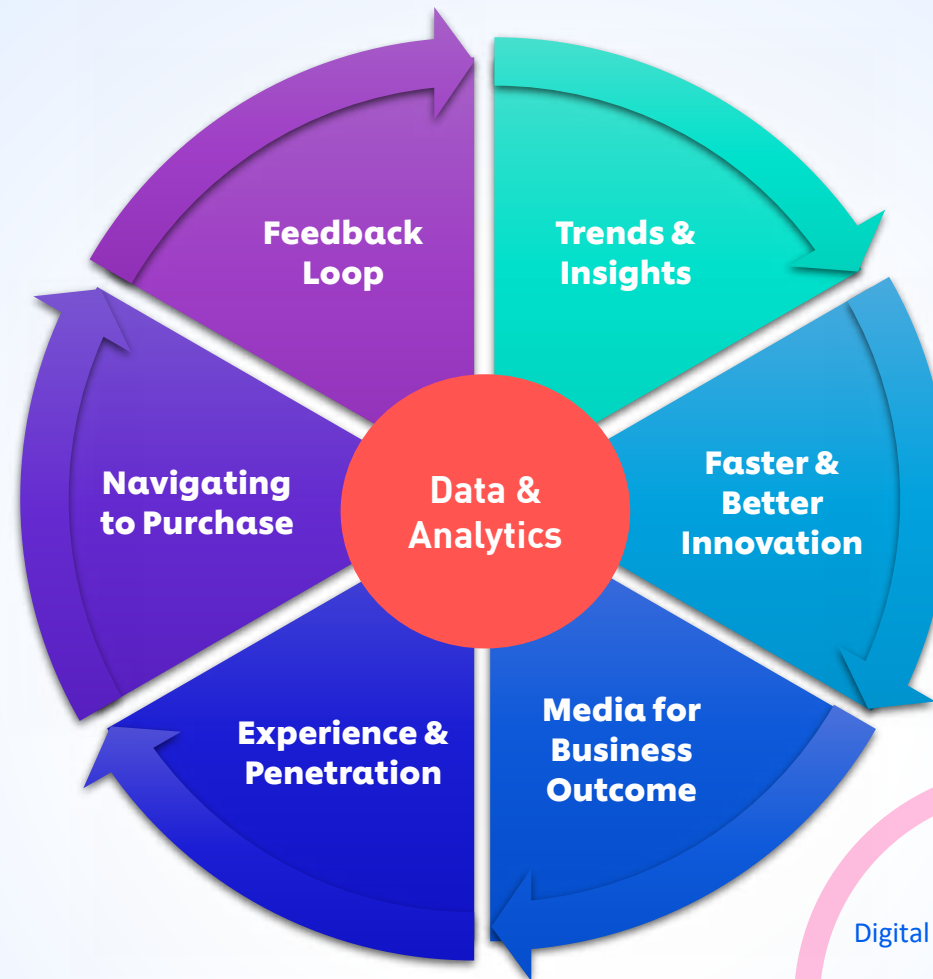 Feedback
Loop
Trends &
Insights
Navigating
to Purchase
Data &
Analytics
Faster &
Better
Innovation
Experience &
Penetration
Media for
Business
Outcome
Digital